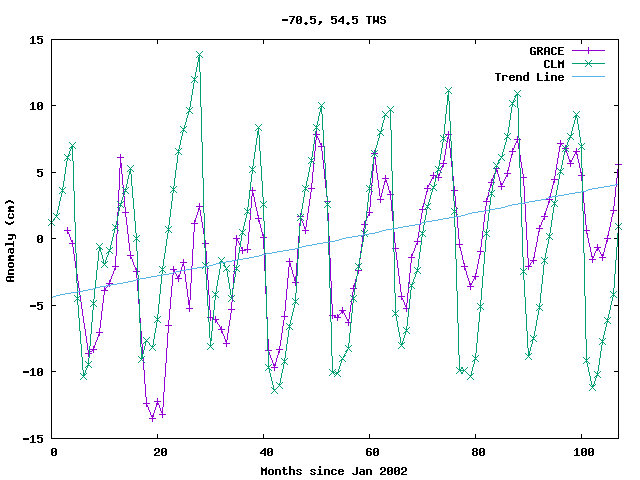 -70.5, 54.5 TWS
GRACE
CLM
Trend Line
15
10
5
0
-5
-10
-15
Anomaly (cm)
0 20 40 60 80 100
Months since Jan 2002